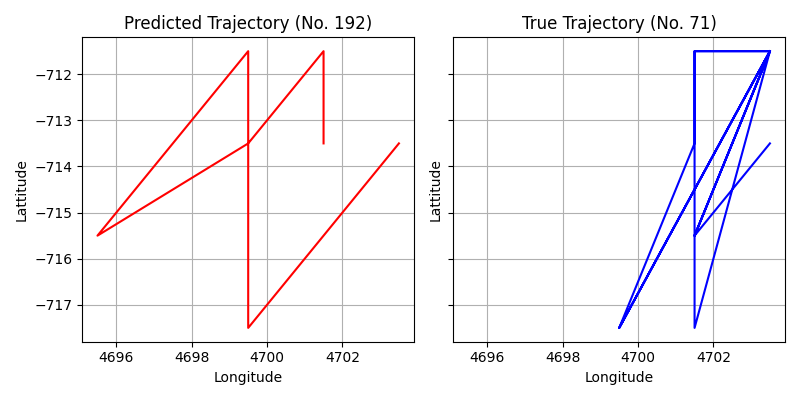 Predicted Trajectory (No. 192)
True Trajectory (No. 71)
Lattitude
−712
−713
−714
−715
−716
−717
4696
4698
4700
4702
Longitude
Lattitude
4696
4698
4700
4702
Longitude